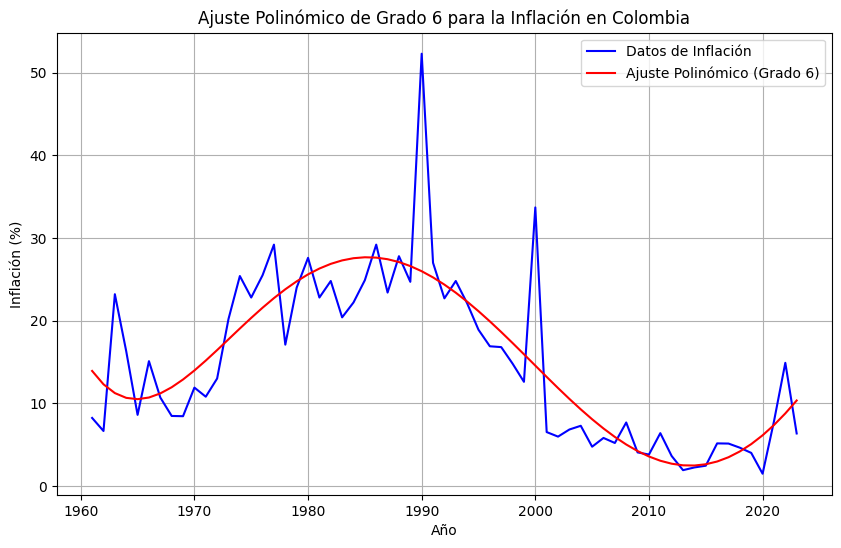 Ajuste Polinómico de Grado 6 para la Inflación en Colombia
Datos de Inflación
Ajuste Polinómico (Grado 6)
Inflación (%)
50
40
30
20
10
0
1960 1970 1980 1990 2000 2010 2020
Año